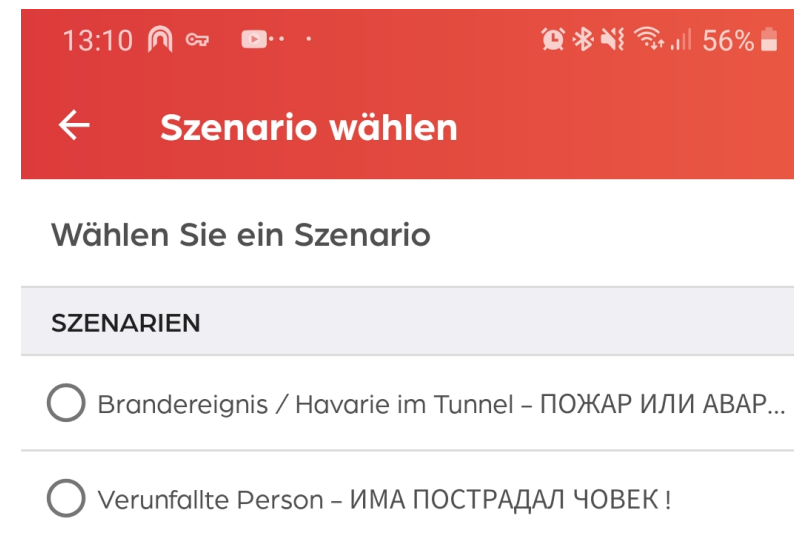 13:10 56%
Szenario wählen
Wählen Sie ein Szenario
SZENARIEN
Brandereignis / Havarie im Tunnel – ПОЖАР ИЛИ АВАР...
Verunfallte Person – ИМА ПОСТРАДАЛ ЧОВЕК !